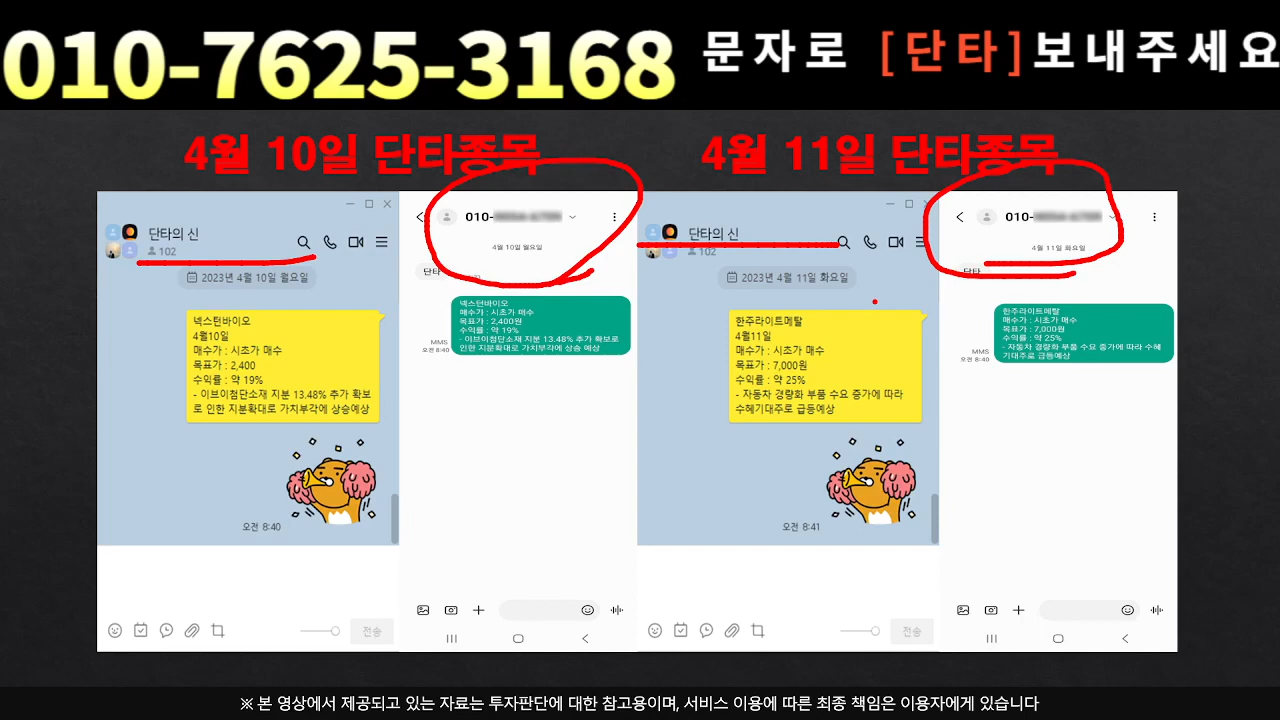 010-7625-3168 문자로 [단타]보내주세요
4월 10일 단타종목
4월 11일 단타종목
단타의 신
102
2023년 4월 10일 월요일
넥스턴바이오
4월10일
매수가 : 시초가 매수
목표가 : 2,400
수익률 : 약 19%
- 이브이첨단소재 지분 13.48% 추가 확보
로 인한 지분확대로 가치부각에 상승예상
오전 8:40
전송
010-
4월 10일 월요일
단타
넥스턴바이오
매수가 : 시초가 매수
목표가 : 2,400원
수익률 : 약 19%
- 이브이첨단소재 지분 13.48% 추가 확보로
인한 지분확대로 가치부각에 상승 예상
MMS
오전 8:40
단타의 신
102
2023년 4월 11일 화요일
한주라이트메탈
4월11일
매수가 : 시초가 매수
목표가 : 7,000원
수익률 : 약 25%
- 자동차 경량화 부품 수요 증가에 따라
수혜기대주로 급등예상
오전 8:41
전송
010-
4월 11일 화요일
단타
한주라이트메탈
매수가 : 시초가 매수
목표가 : 7,000원
수익률 : 약 25%
- 자동차 경량화 부품 수요 증가에 따라 수혜
기대주로 급등예상
MMS
오전 8:40
※ 본 영상에서 제공되고 있는 자료는 투자판단에 대한 참고용이며, 서비스 이용에 따른 최종 책임은 이용자에게 있습니다